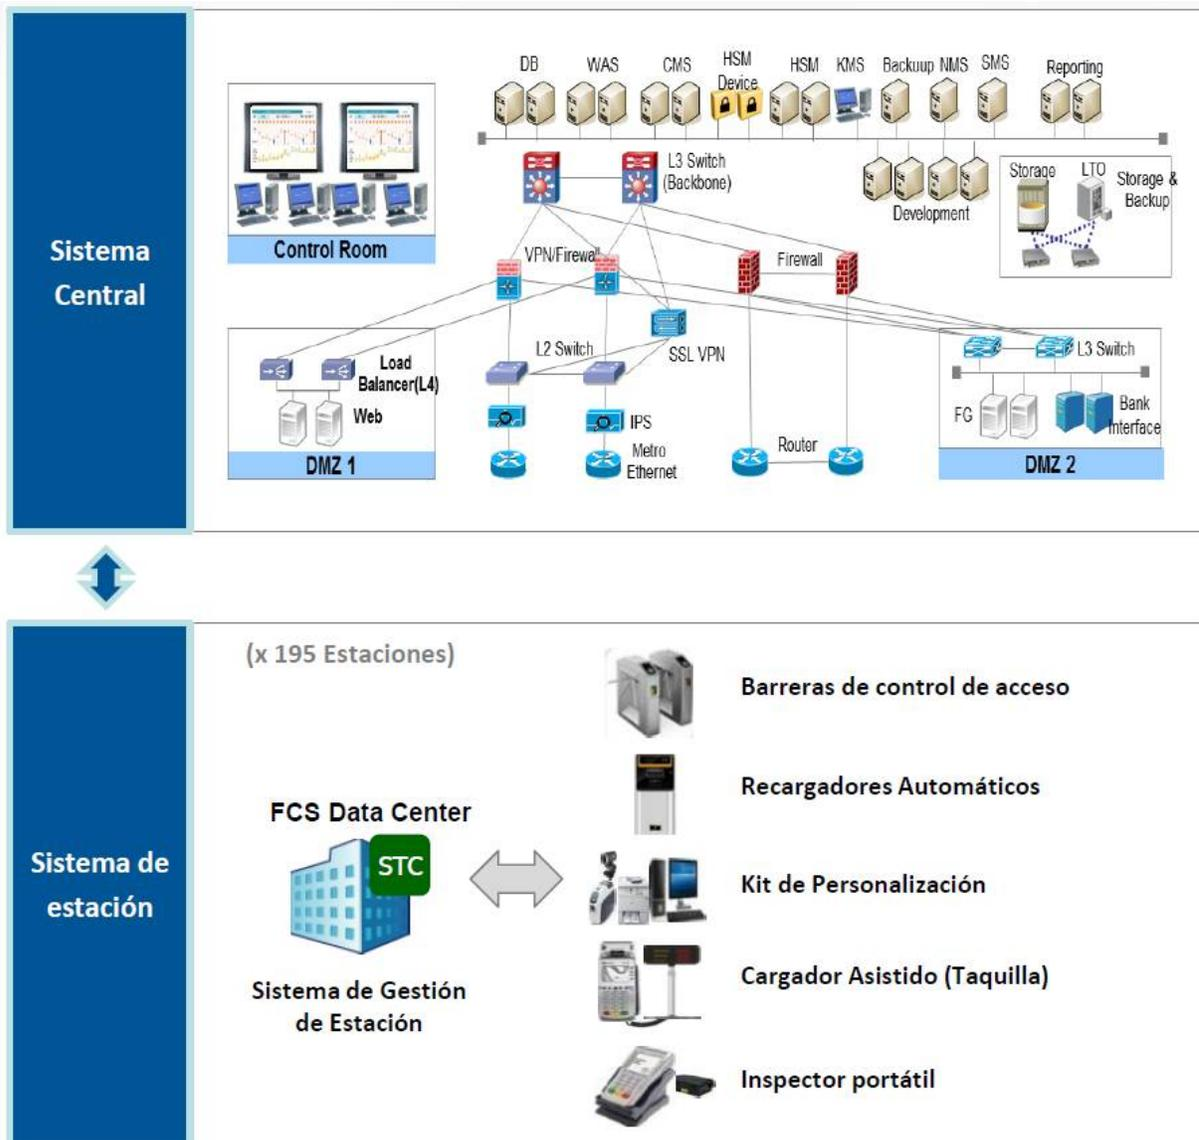 Sistema
Central
DB
WAS
CMS
HSM
Device
HSM
KMS
Backuup
NMS
SMS
Reporting
L3 Switch
(Backbone)
Development
Storage
LTO
Storage &
Backup
Control Room
VPN/Firewall
Firewall
SSL VPN
L2 Switch
Load
Balancer(L4)
Web
DMZ 1
IPS
Metro
Ethernet
Router
L3 Switch
FG
Bank
Interface
DMZ 2
Sistema de
estación
(x 195 Estaciones)
FCS Data Center
STC
Sistema de Gestión
de Estación
Barreras de control de acceso
Recargadores Automáticos
Kit de Personalización
Cargador Asistido (Taquilla)
Inspector portátil